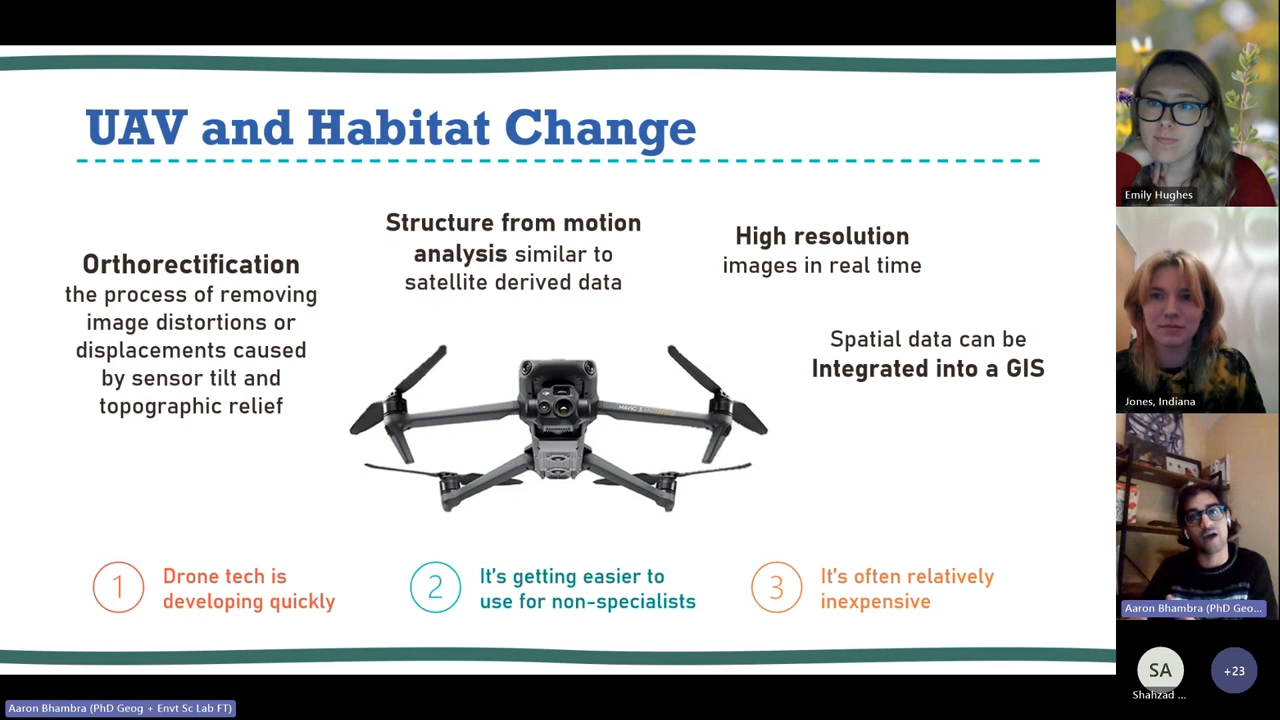 UAV and Habitat Change
Orthorectification
the process of removing
image distortions or
displacements caused
by sensor tilt and
topographic relief
Structure from motion
analysis similar to
satellite derived data
High resolution
images in real time
Spatial data can be
Integrated into a GIS
1
Drone tech is
developing quickly
2
It's getting easier to
use for non-specialists
3
It's often relatively
inexpensive
Emily Hughes
Jones, Indiana
Aaron Bhambra (PhD Geo...
SA
Shahzad ...
+23
Aaron Bhambra (PhD Geog + Envt Sc Lab FT)